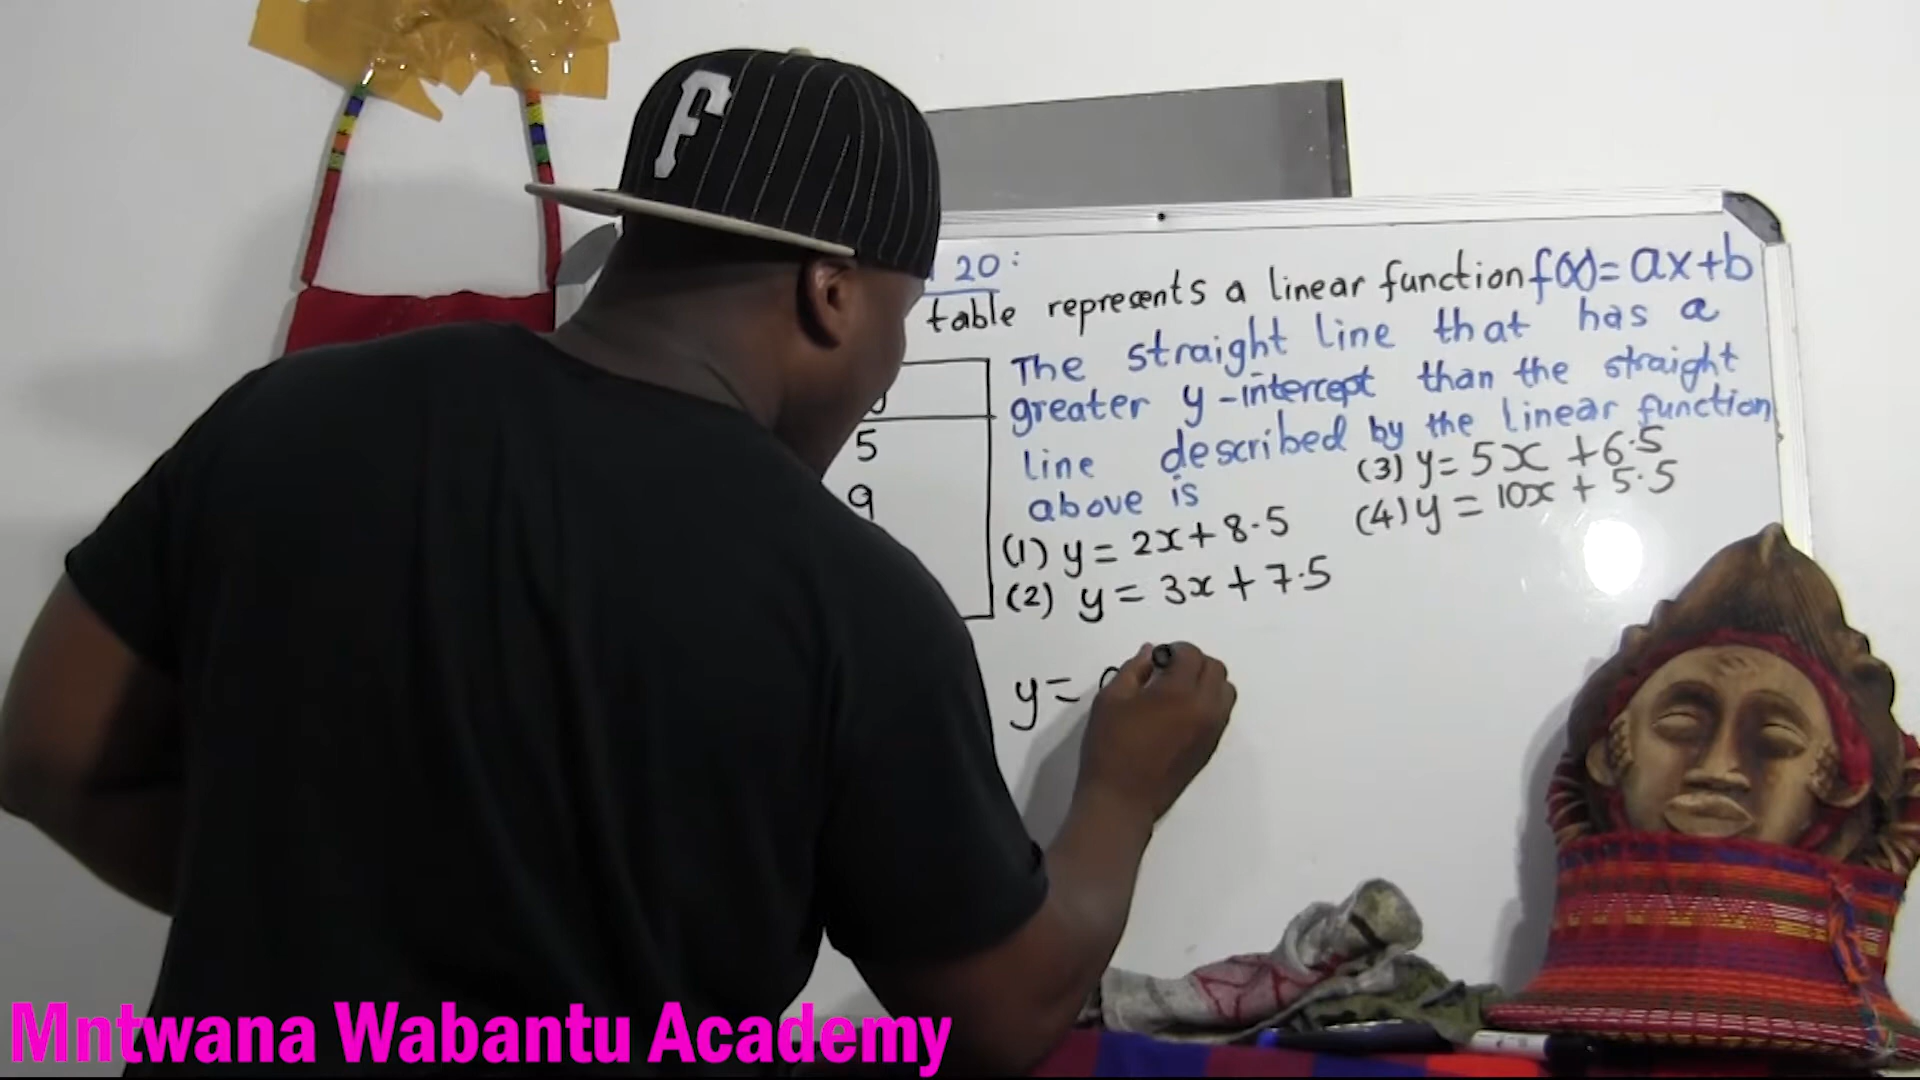 F
20:
table represents a linear function f(x) = ax+b
The straight line that has a
greater y-intercept than the straight
line described by the linear function
above is
5
9
(1) y = 2x + 8.5
(2) y = 3x + 7.5
(3) y = 5x + 6.5
(4) y = 10x + 5.5
y =
Mntwana Wabantu Academy